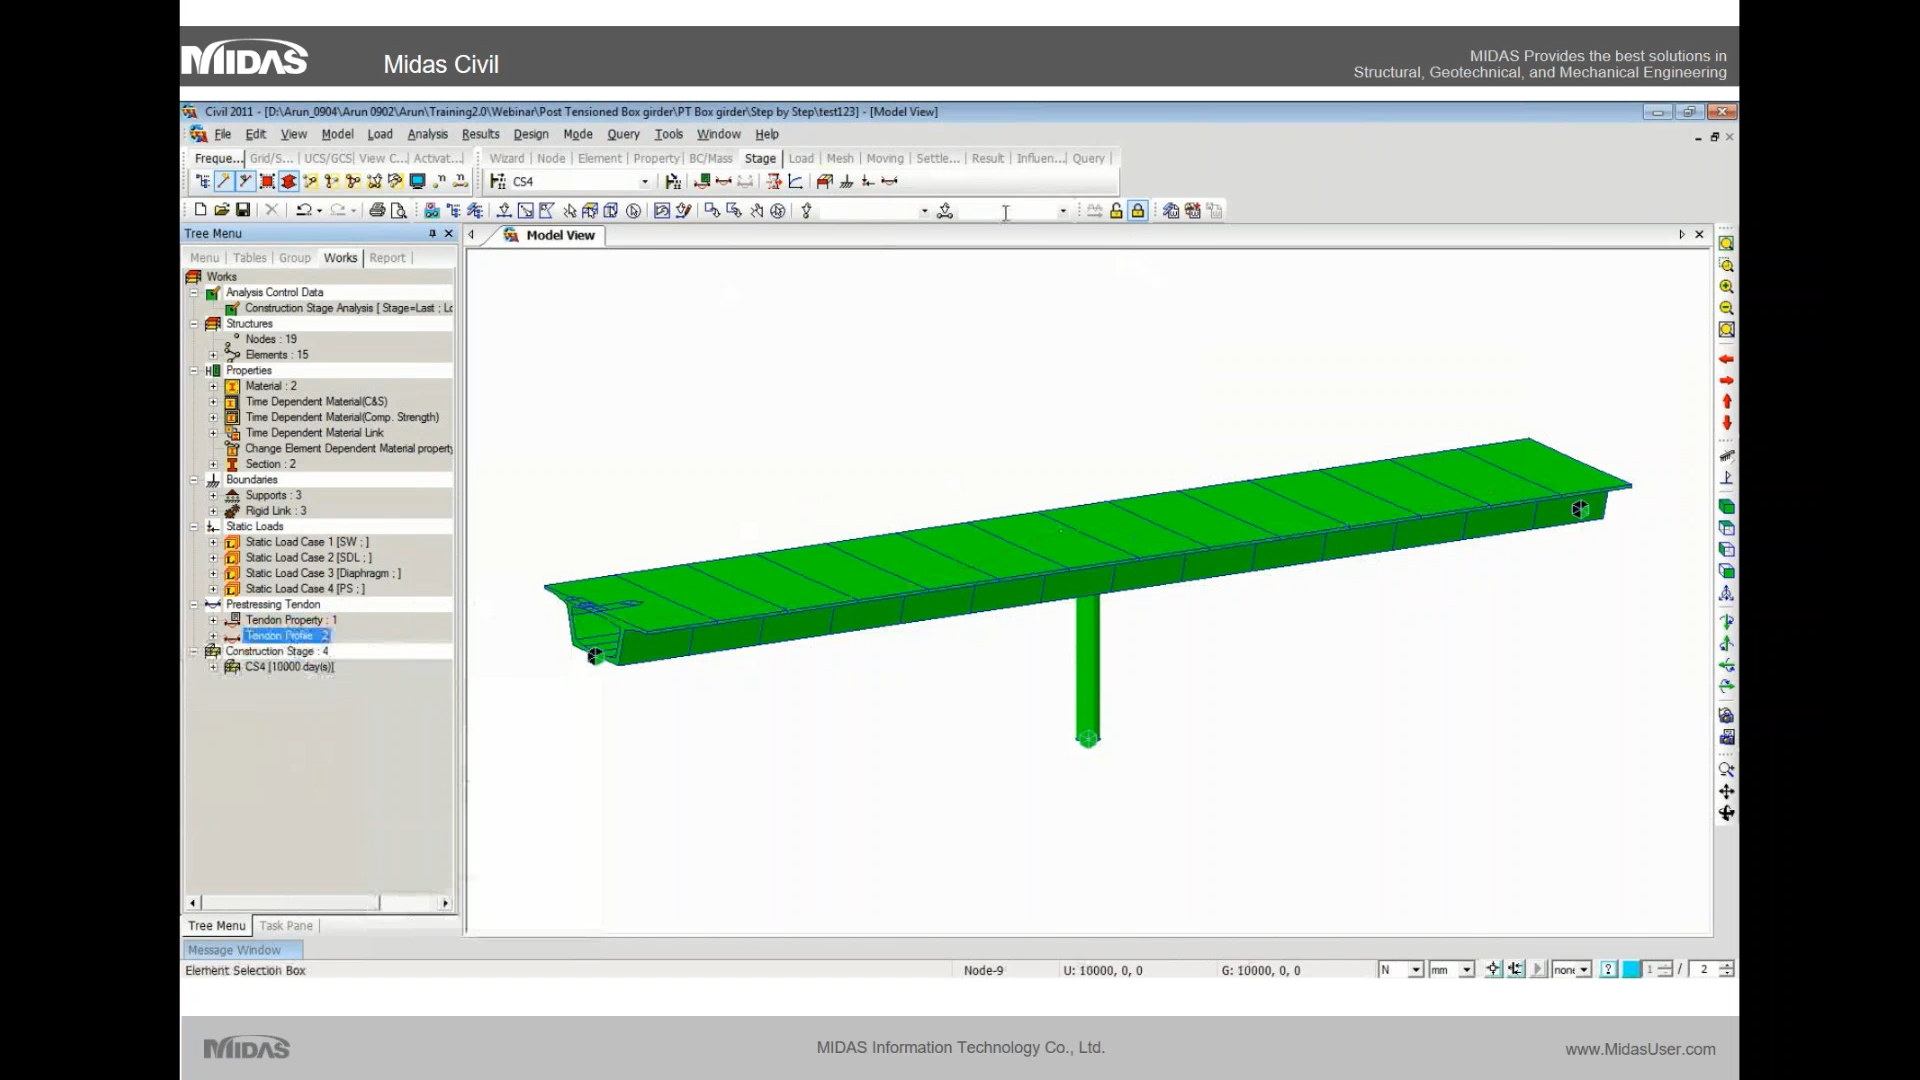 MIDAS
Midas Civil
MIDAS Provides the best solutions in
Structural, Geotechnical, and Mechanical Engineering
Civil 2011 - [D:\Arun_0904\Arun 0902\Arun\Training2.0\Webinar\Post Tensioned Box girder\PT Box girder\Step by Step\test123] - [Model View]
File Edit View Model Load Analysis Results Design Mode Query Tools Window Help
Freque... Grid/S... UCS/GCS View C... Activat... Wizard Node Element Property BC/Mass Stage Load Mesh Moving Settle... Result Influen... Query
CS4
Tree Menu
Model View
Menu Tables Group Works Report
Works
Analysis Control Data
Construction Stage Analysis [ Stage=Last ; Lo
Structures
Nodes : 19
Elements : 15
Properties
Material : 2
Time Dependent Material(C&S)
Time Dependent Material(Comp. Strength)
Time Dependent Material Link
Change Element Dependent Material property
Section : 2
Boundaries
Supports : 3
Rigid Link : 3
Static Loads
Static Load Case 1 [SW ; ]
Static Load Case 2 [SDL ; ]
Static Load Case 3 [Diaphragm ; ]
Static Load Case 4 [PS ; ]
Prestressing Tendon
Tendon Property : 1
Tendon Profile : 2
Construction Stage : 4
CS4 [10000 day(s)]
Tree Menu Task Pane
Message Window
Element Selection Box
Node-9
U: 10000, 0, 0
G: 10000, 0, 0
N mm none 1 / 2
MIDAS
MIDAS Information Technology Co., Ltd.
www.MidasUser.com